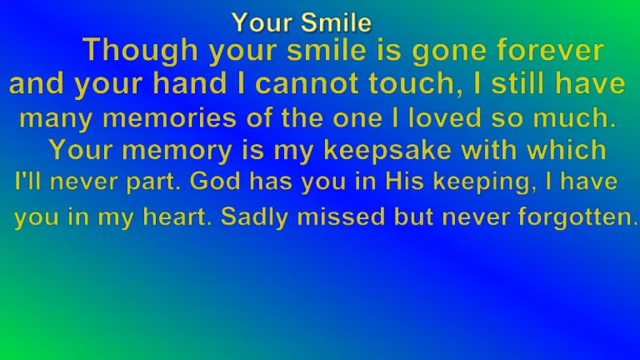 Your Smile
Though your smile is gone forever
and your hand I cannot touch, I still have
many memories of the one I loved so much.
Your memory is my keepsake with which
I'll never part. God has you in His keeping, I have
you in my heart. Sadly missed but never forgotten.